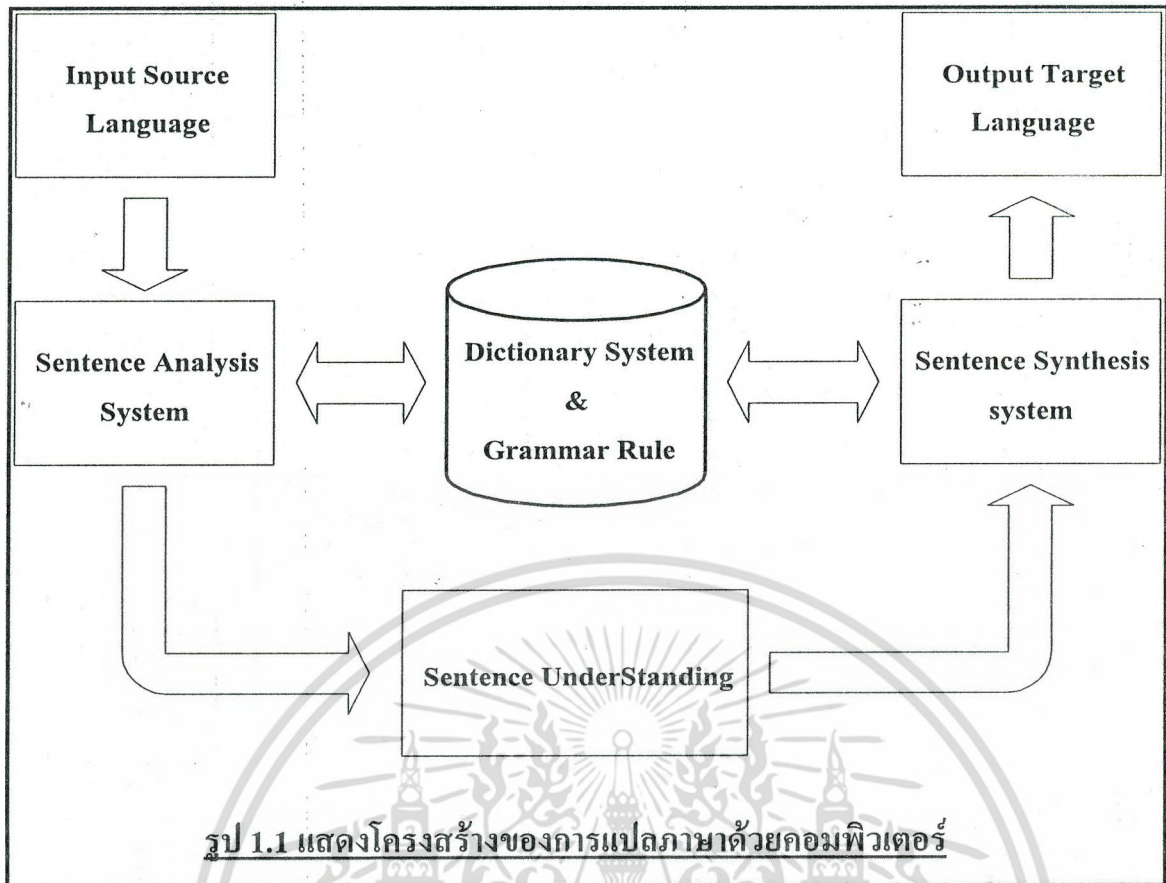 Input Source
Language
Output Target
Language
Sentence Analysis
System
Dictionary System
&
Grammar Rule
Sentence Synthesis
system
Sentence UnderStanding
รูป 1.1 แสดงโครงสร้างของการแปลภาษาด้วยคอมพิวเตอร์